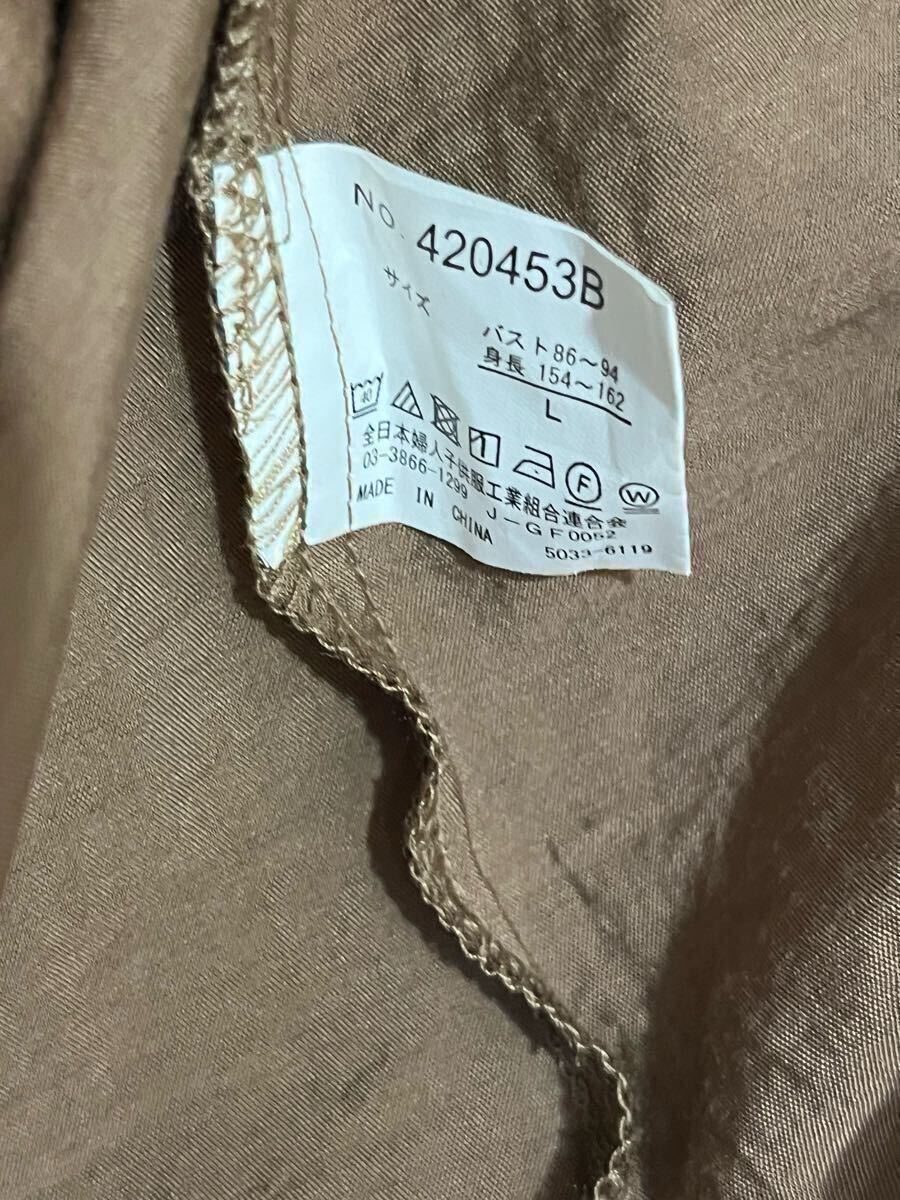 No. 420453B
サイズ
バスト86～94
身長 154～162
L
40
F
W
全日本婦人子供服工業組合連合会
03-3866-1299 J-GF0052
MADE IN CHINA 5033-6119